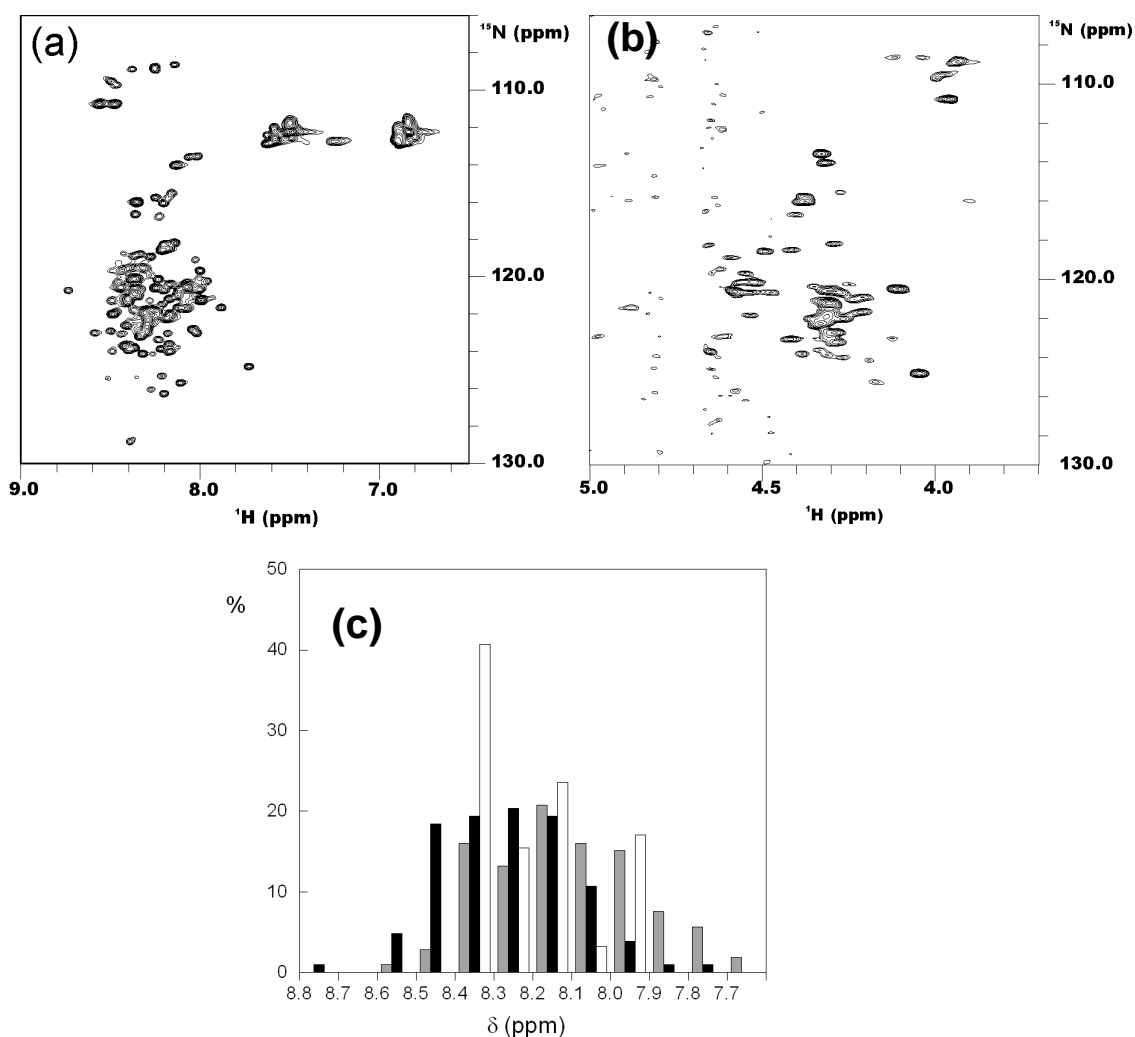 (a)
¹⁵N (ppm)
110.0
120.0
130.0
9.0 8.0 7.0
¹H (ppm)
(b)
¹⁵N (ppm)
110.0
120.0
130.0
5.0 4.5 4.0
¹H (ppm)
(c)
%
50
40
30
20
10
0
8.8 8.7 8.6 8.5 8.4 8.3 8.2 8.1 8.0 7.9 7.8 7.7
δ (ppm)